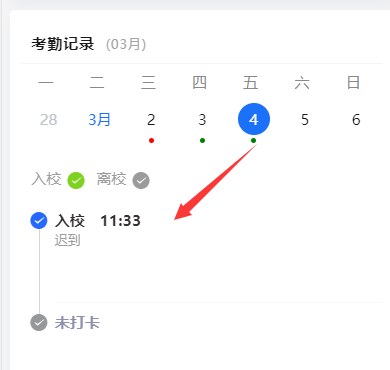 考勤记录 (03月)
一 二 三 四 五 六 日
28 3月 2 3 4 5 6
入校 离校
入校 11:33
迟到
未打卡